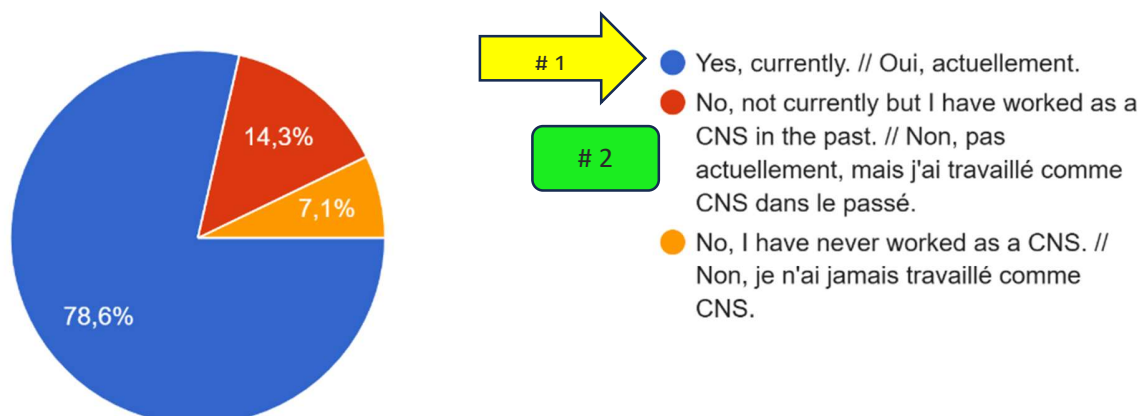 14,3%
7,1%
78,6%
# 1
# 2
Yes, currently. // Oui, actuellement.
No, not currently but I have worked as a
CNS in the past. // Non, pas
actuellement, mais j'ai travaillé comme
CNS dans le passé.
No, I have never worked as a CNS. //
Non, je n'ai jamais travaillé comme
CNS.